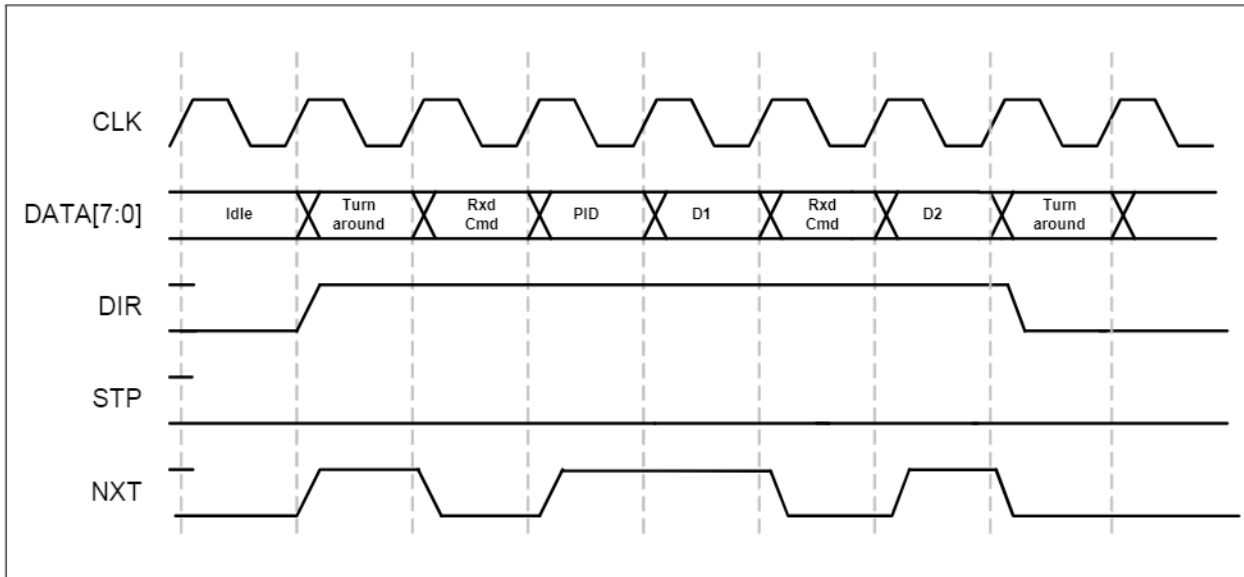 CLK
DATA[7:0]
Idle
Turn
around
Rxd
Cmd
PID
D1
Rxd
Cmd
D2
Turn
around
DIR
STP
NXT